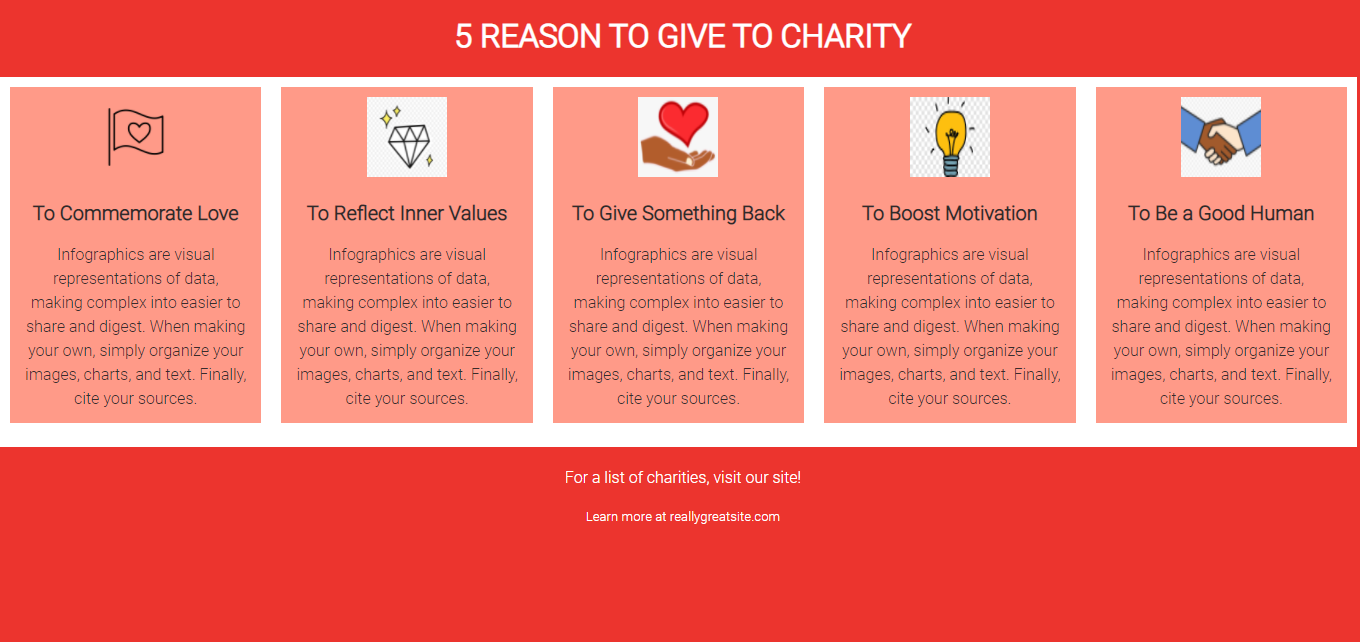 5 REASON TO GIVE TO CHARITY
To Commemorate Love
Infographics are visual
representations of data,
making complex into easier to
share and digest. When making
your own, simply organize your
images, charts, and text. Finally,
cite your sources.
To Reflect Inner Values
Infographics are visual
representations of data,
making complex into easier to
share and digest. When making
your own, simply organize your
images, charts, and text. Finally,
cite your sources.
To Give Something Back
Infographics are visual
representations of data,
making complex into easier to
share and digest. When making
your own, simply organize your
images, charts, and text. Finally,
cite your sources.
To Boost Motivation
Infographics are visual
representations of data,
making complex into easier to
share and digest. When making
your own, simply organize your
images, charts, and text. Finally,
cite your sources.
To Be a Good Human
Infographics are visual
representations of data,
making complex into easier to
share and digest. When making
your own, simply organize your
images, charts, and text. Finally,
cite your sources.
For a list of charities, visit our site!
Learn more at reallygreatsite.com